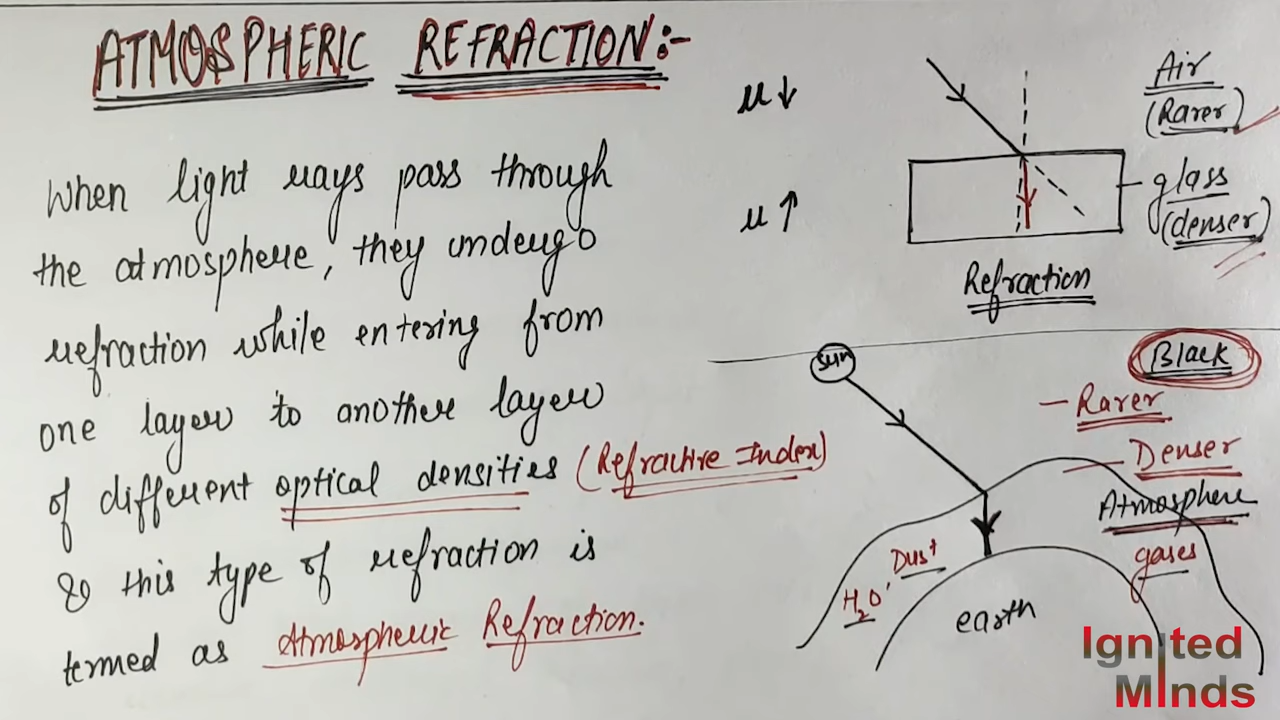 ATMOSPHERIC REFRACTION:-
When light rays pass through
the atmosphere, they undergo
refraction while entering from
one layer to another layer
of different optical densities (Refractive Index)
& this type of refraction is
termed as Atmospheric Refraction.
μ↓
μ↑
Air
(Rarer)
glass
(denser)
Refraction
Sun
Black
Rarer
Denser
Atmosphere
gases
Dust
H₂O
earth
Ignited
Minds